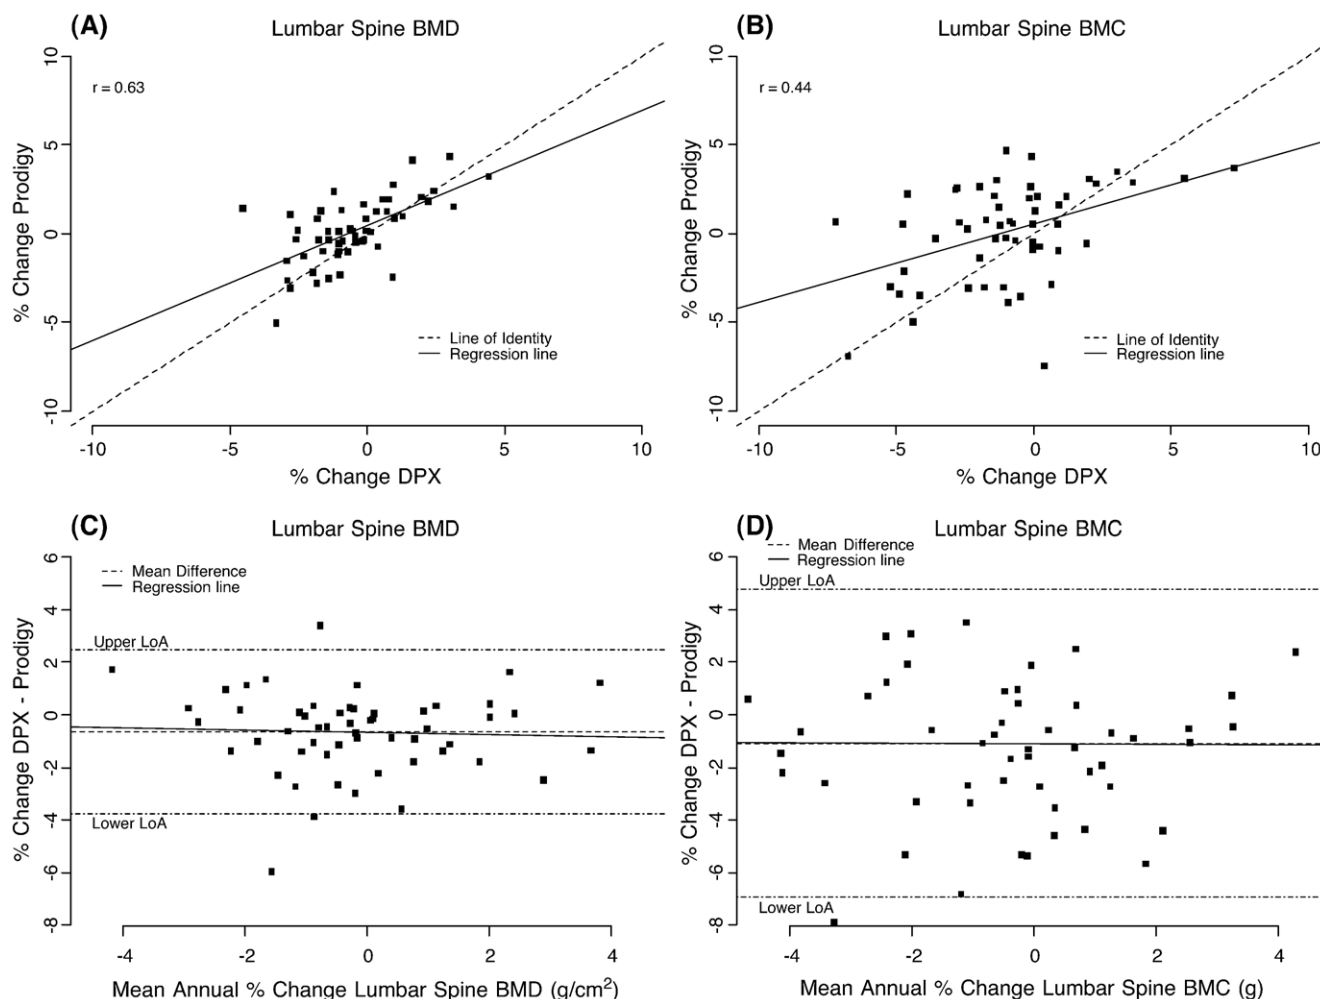 (A)
Lumbar Spine BMD
10
5
0
-5
-10
% Change Prodigy
r = 0.63
Line of Identity
Regression line
-10 -5 0 5 10
% Change DPX
(B)
Lumbar Spine BMC
10
5
0
-5
-10
% Change Prodigy
r = 0.44
Line of Identity
Regression line
-10 -5 0 5 10
% Change DPX
(C)
Lumbar Spine BMD
6
4
2
0
-2
-4
-6
-8
% Change DPX - Prodigy
Mean Difference
Regression line
Upper LoA
Lower LoA
-4 -2 0 2 4
Mean Annual % Change Lumbar Spine BMD (g/cm²)
(D)
Lumbar Spine BMC
6
4
2
0
-2
-4
-6
-8
% Change DPX - Prodigy
Mean Difference
Regression line
Upper LoA
Lower LoA
-4 -2 0 2 4
Mean Annual % Change Lumbar Spine BMC (g)